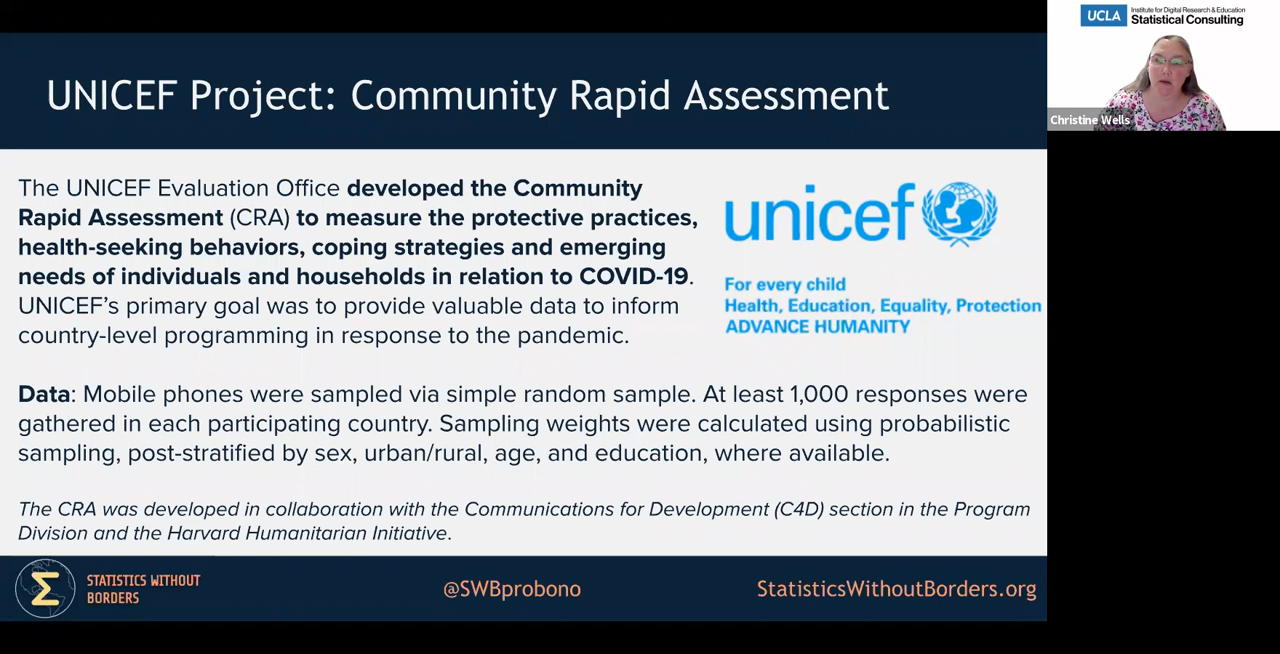 UNICEF Project: Community Rapid Assessment
The UNICEF Evaluation Office developed the Community
Rapid Assessment (CRA) to measure the protective practices,
health-seeking behaviors, coping strategies and emerging
needs of individuals and households in relation to COVID-19.
UNICEF's primary goal was to provide valuable data to inform
country-level programming in response to the pandemic.
unicef
For every child
Health, Education, Equality, Protection
ADVANCE HUMANITY
Data: Mobile phones were sampled via simple random sample. At least 1,000 responses were
gathered in each participating country. Sampling weights were calculated using probabilistic
sampling, post-stratified by sex, urban/rural, age, and education, where available.
The CRA was developed in collaboration with the Communications for Development (C4D) section in the Program
Division and the Harvard Humanitarian Initiative.
Σ
STATISTICS WITHOUT
BORDERS
@SWBprobono
StatisticsWithoutBorders.org
UCLA
Institute for Digital Research & Education
Statistical Consulting
Christine Wells